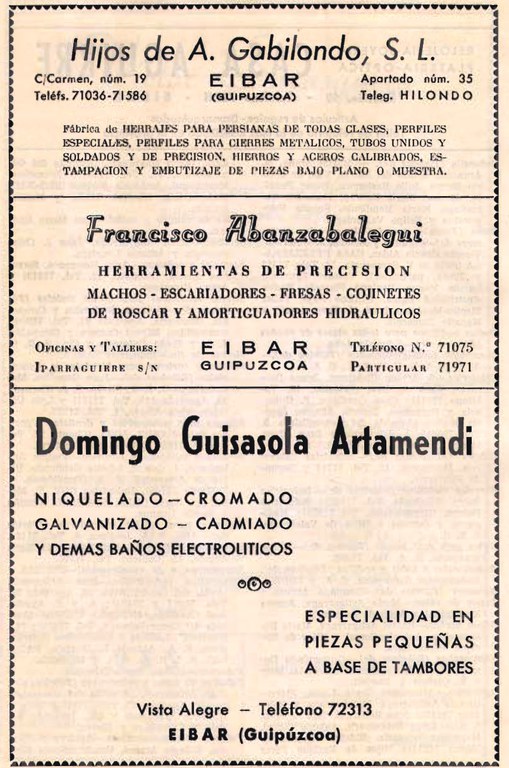 Hijos de A. Gabilondo, S. L.
C/Carmen, núm. 19 EIBAR Apartado núm. 35
Teléfs. 71036-71586 (GUIPUZCOA) Teleg. HILONDO
Fábrica de HERRAJES PARA PERSIANAS DE TODAS CLASES, PERFILES
ESPECIALES, PERFILES PARA CIERRES METALICOS, TUBOS UNIDOS Y
SOLDADOS Y DE PRECISION, HIERROS Y ACEROS CALIBRADOS, ES-
TAMPACION Y EMBUTIZAJE DE PIEZAS BAJO PLANO O MUESTRA.
Francisco Abanzabalegui
HERRAMIENTAS DE PRECISION
MACHOS - ESCARIADORES - FRESAS - COJINETES
DE ROSCAR Y AMORTIGUADORES HIDRAULICOS
OFICINAS Y TALLERES: EIBAR TELÉFONO N.º 71075
IPARRAGUIRRE S/N GUIPUZCOA PARTICULAR 71971
Domingo Guisasola Artamendi
NIQUELADO – CROMADO
GALVANIZADO – CADMIADO
Y DEMAS BAÑOS ELECTROLITICOS
ESPECIALIDAD EN
PIEZAS PEQUEÑAS
A BASE DE TAMBORES
Vista Alegre – Teléfono 72313
EIBAR (Guipúzcoa)